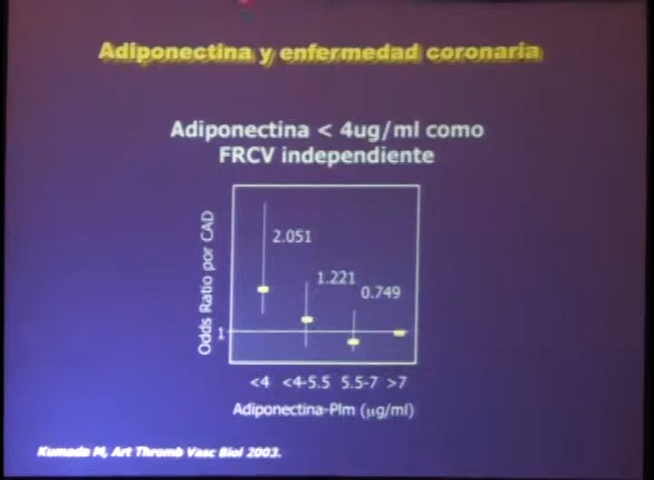 Adiponectina y enfermedad coronaria
Adiponectina < 4ug/ml como
FRCV independiente
Odds Ratio por CAD
2.051
1.221
0.749
1
<4 <4-5.5 5.5-7 >7
Adiponectina-Plm (µg/ml)
Kumada M, Art Thromb Vasc Biol 2003.